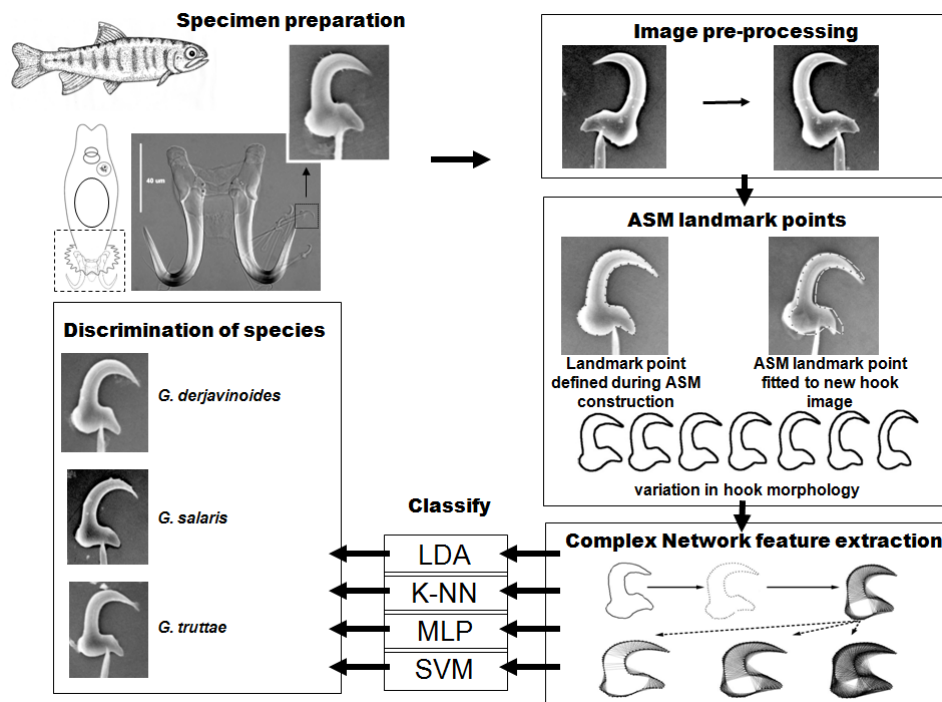 Specimen preparation
40 um
Image pre-processing
ASM landmark points
Landmark point
defined during ASM
construction
ASM landmark point
fitted to new hook
image
variation in hook morphology
Complex Network feature extraction
Classify
LDA
K-NN
MLP
SVM
Discrimination of species
G. derjavinoides
G. salaris
G. truttae